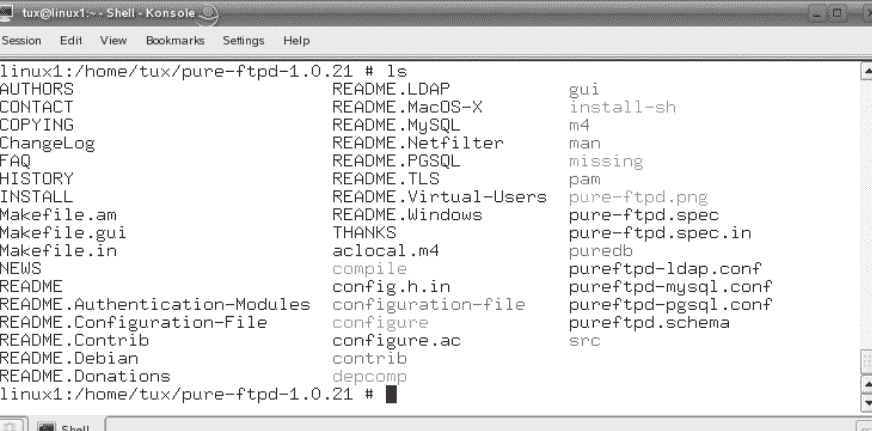 tux@linux1:~ - Shell - Konsole
Session Edit View Bookmarks Settings Help
linux1:/home/tux/pure-ftpd-1.0.21 # ls
AUTHORS README.LDAP gui
CONTACT README.MacOS-X install-sh
COPYING README.MySQL m4
ChangeLog README.Netfilter man
FAQ README.PGSQL missing
HISTORY README.TLS pam
INSTALL README.Virtual-Users pure-ftpd.png
Makefile.am README.Windows pure-ftpd.spec
Makefile.gui THANKS pure-ftpd.spec.in
Makefile.in aclocal.m4 puredb
NEWS compile pureftpd-ldap.conf
README config.h.in pureftpd-mysql.conf
README.Authentication-Modules configuration-file pureftpd-pgsql.conf
README.Configuration-File configure pureftpd.schema
README.Contrib configure.ac src
README.Debian contrib
README.Donations depcomp
linux1:/home/tux/pure-ftpd-1.0.21 #
Shell